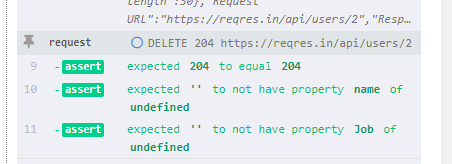 length":50}, Request
URL":"https://reqres.in/api/users/2","Resp…
request DELETE 204 https://reqres.in/api/users/2
9 -assert expected 204 to equal 204
10 -assert expected '' to not have property name of
undefined
11 -assert expected '' to not have property Job of
undefined